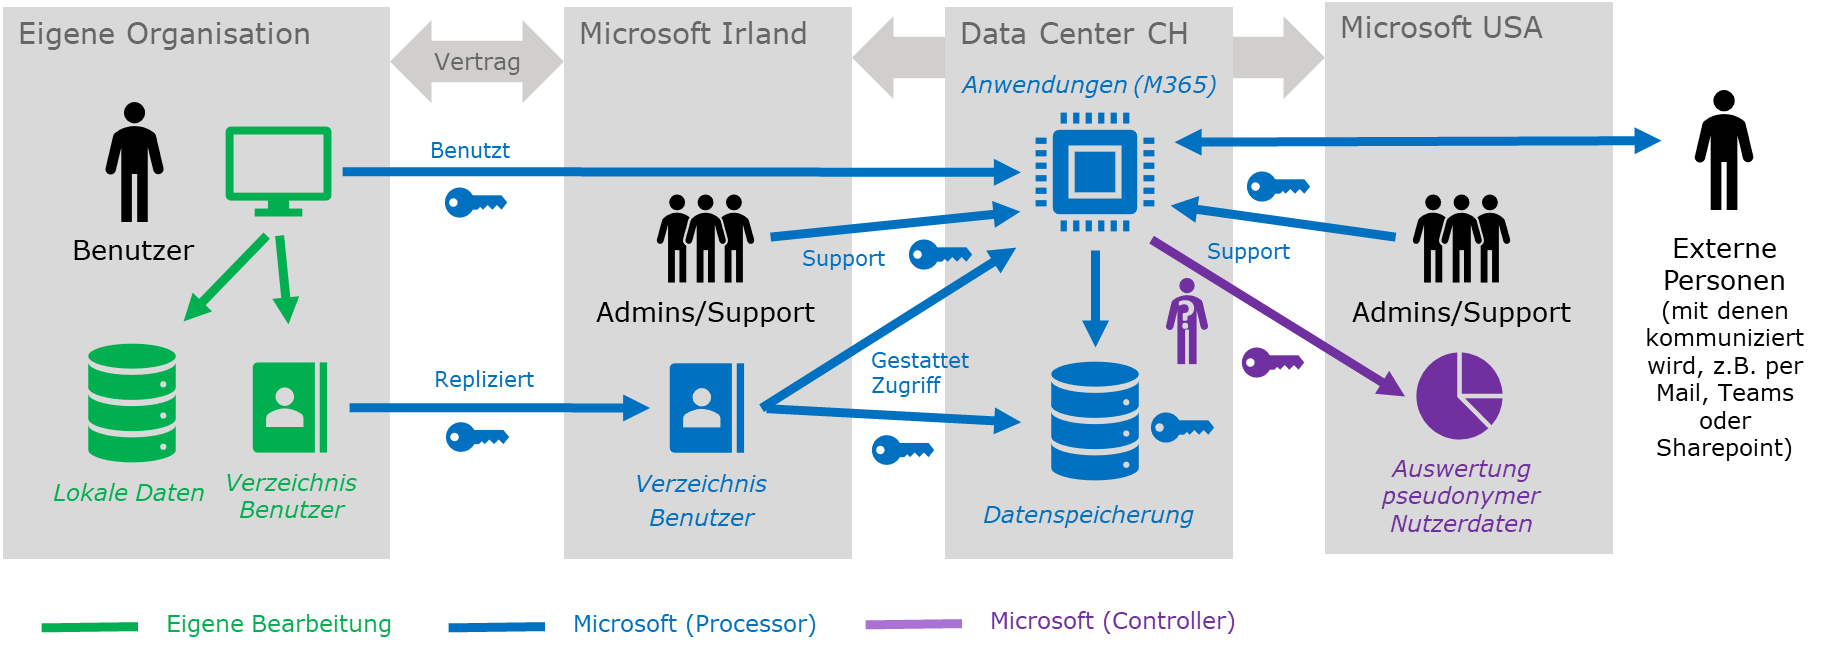 Eigene Organisation
Vertrag
Microsoft Irland
Data Center CH
Microsoft USA
Anwendungen (M365)
Benutzt
Benutzer
Support
Admins/Support
Support
?
Admins/Support
Externe
Personen
(mit denen
kommuniziert
wird, z.B. per
Mail, Teams
oder
Sharepoint)
Repliziert
Gestattet
Zugriff
Lokale Daten
Verzeichnis
Benutzer
Verzeichnis
Benutzer
Datenspeicherung
Auswertung
pseudonymer
Nutzerdaten
Eigene Bearbeitung
Microsoft (Processor)
Microsoft (Controller)